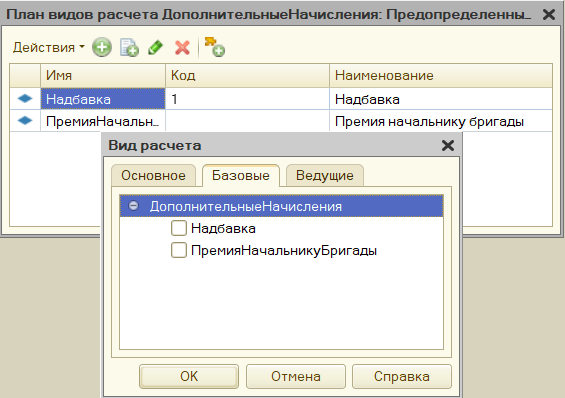 План видов расчета ДополнительныеНачисления: Предопределенны...
Действия
Имя Код Наименование
Надбавка 1 Надбавка
ПремияНачальн... Премия начальнику бригады
Вид расчета
Основное Базовые Ведущие
ДополнительныеНачисления
Надбавка
ПремияНачальникуБригады
OK Отмена Справка